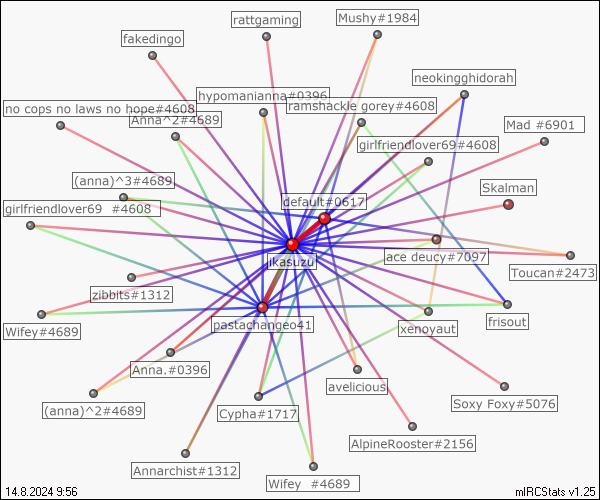 rattgaming
Mushy#1984
fakedingo
neokingghidorah
hypomanianna#0396
ramshackle gorey#4608
no cops no laws no hope#4608
Anna^2#4689
Mad #6901
girlfriendlover69#4608
(anna)^3#4689
Skalman
default#0617
girlfriendlover69 #4608
ikasuzu
ace deucy#7097
Toucan#2473
zibbits#1312
Wifey#4689
pastachangeo41
xenoyaut
frisout
Anna.#0396
avelicious
Soxy Foxy#5076
(anna)^2#4689
Cypha#1717
AlpineRooster#2156
Annarchist#1312
Wifey #4689
14.8.2024 9:56
mIRCStats v1.25